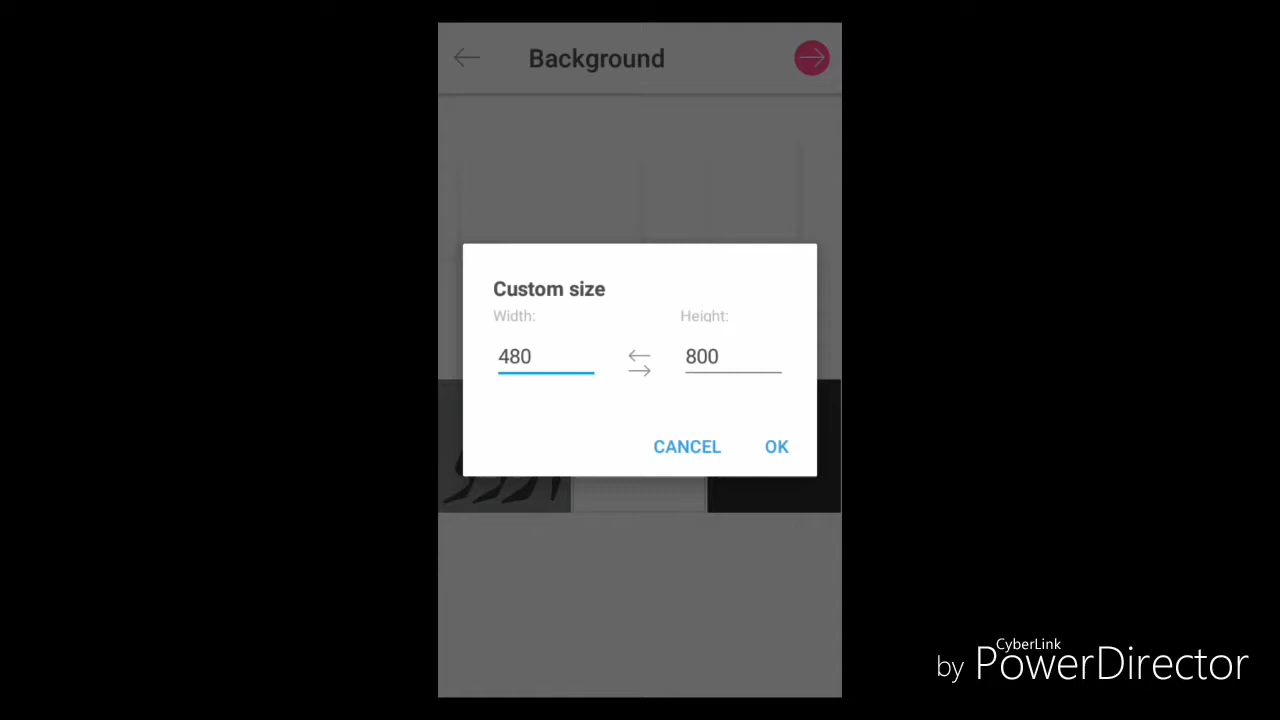 Background
Custom size
Width: Height:
480 800
CANCEL OK
CyberLink
by PowerDirector